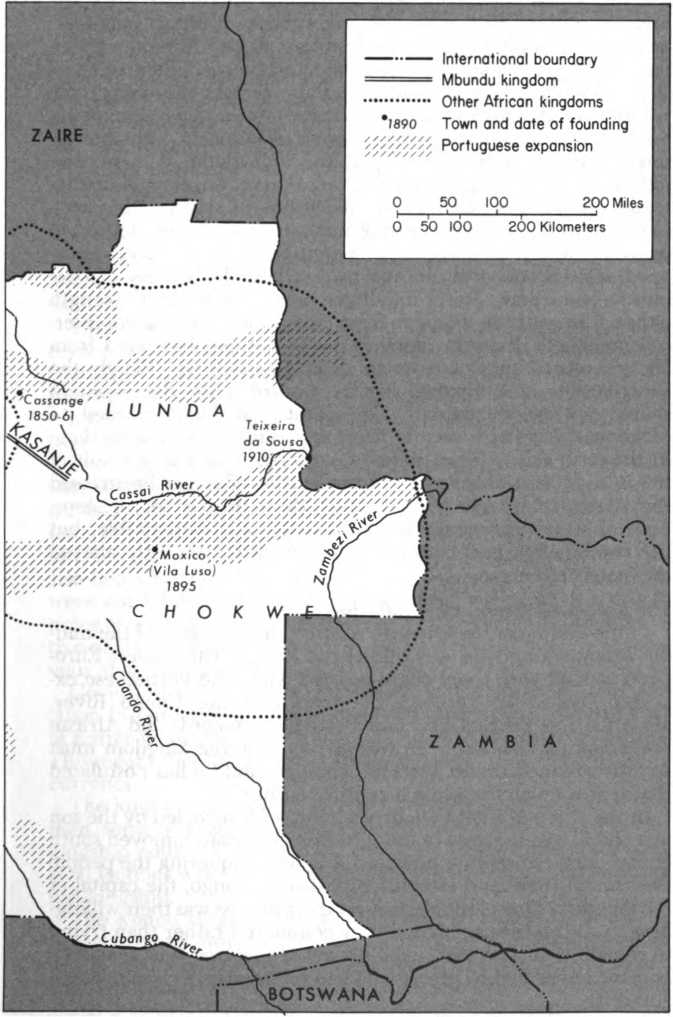 International boundary
Mbundu kingdom
Other African kingdoms
1890 Town and date of founding
Portuguese expansion
0 50 100 200 Miles
0 50 100 200 Kilometers
ZAIRE
Cassange
1850-61
LUNDA
Teixeira
da Sousa
1910
KASANJE
Cassai River
Zambezi River
Moxico
(Vila Luso)
1895
CHOKWE
Cuando River
ZAMBIA
Cubango River
BOTSWANA